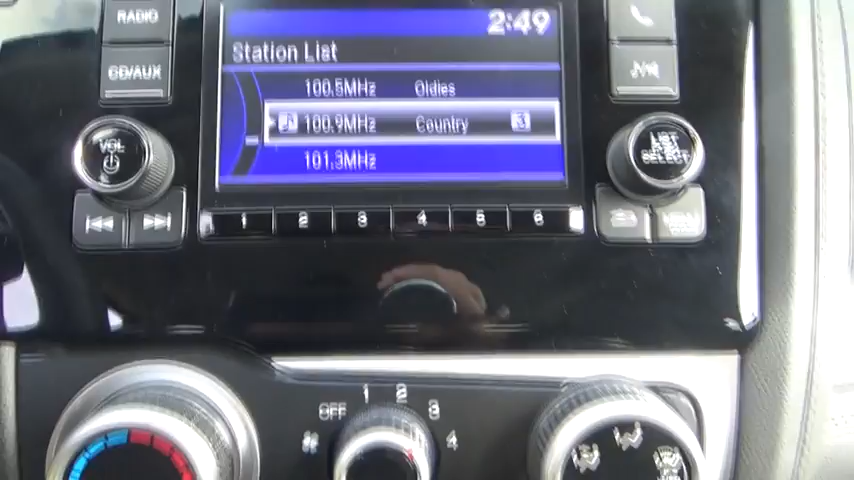 RADIO
2:49
Station List
CD/AUX
100.5MHz Oldies
100.9MHz Country 3
101.3MHz
VOL
LIST
SELECT
1 2 3 4 5 6
MENU
OFF 1 2 3 4